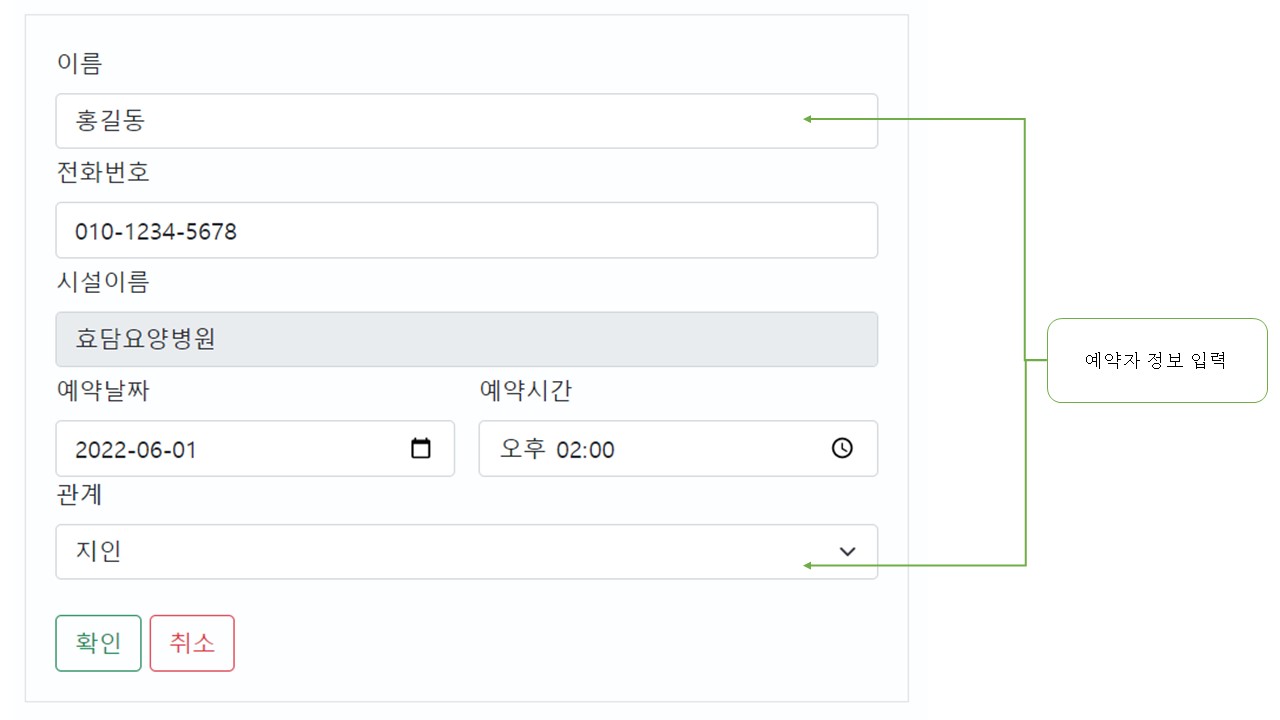 이름
홍길동
전화번호
010-1234-5678
시설이름
효담요양병원
예약날짜 예약시간
2022-06-01 오후 02:00
관계
지인
확인 취소
예약자 정보 입력